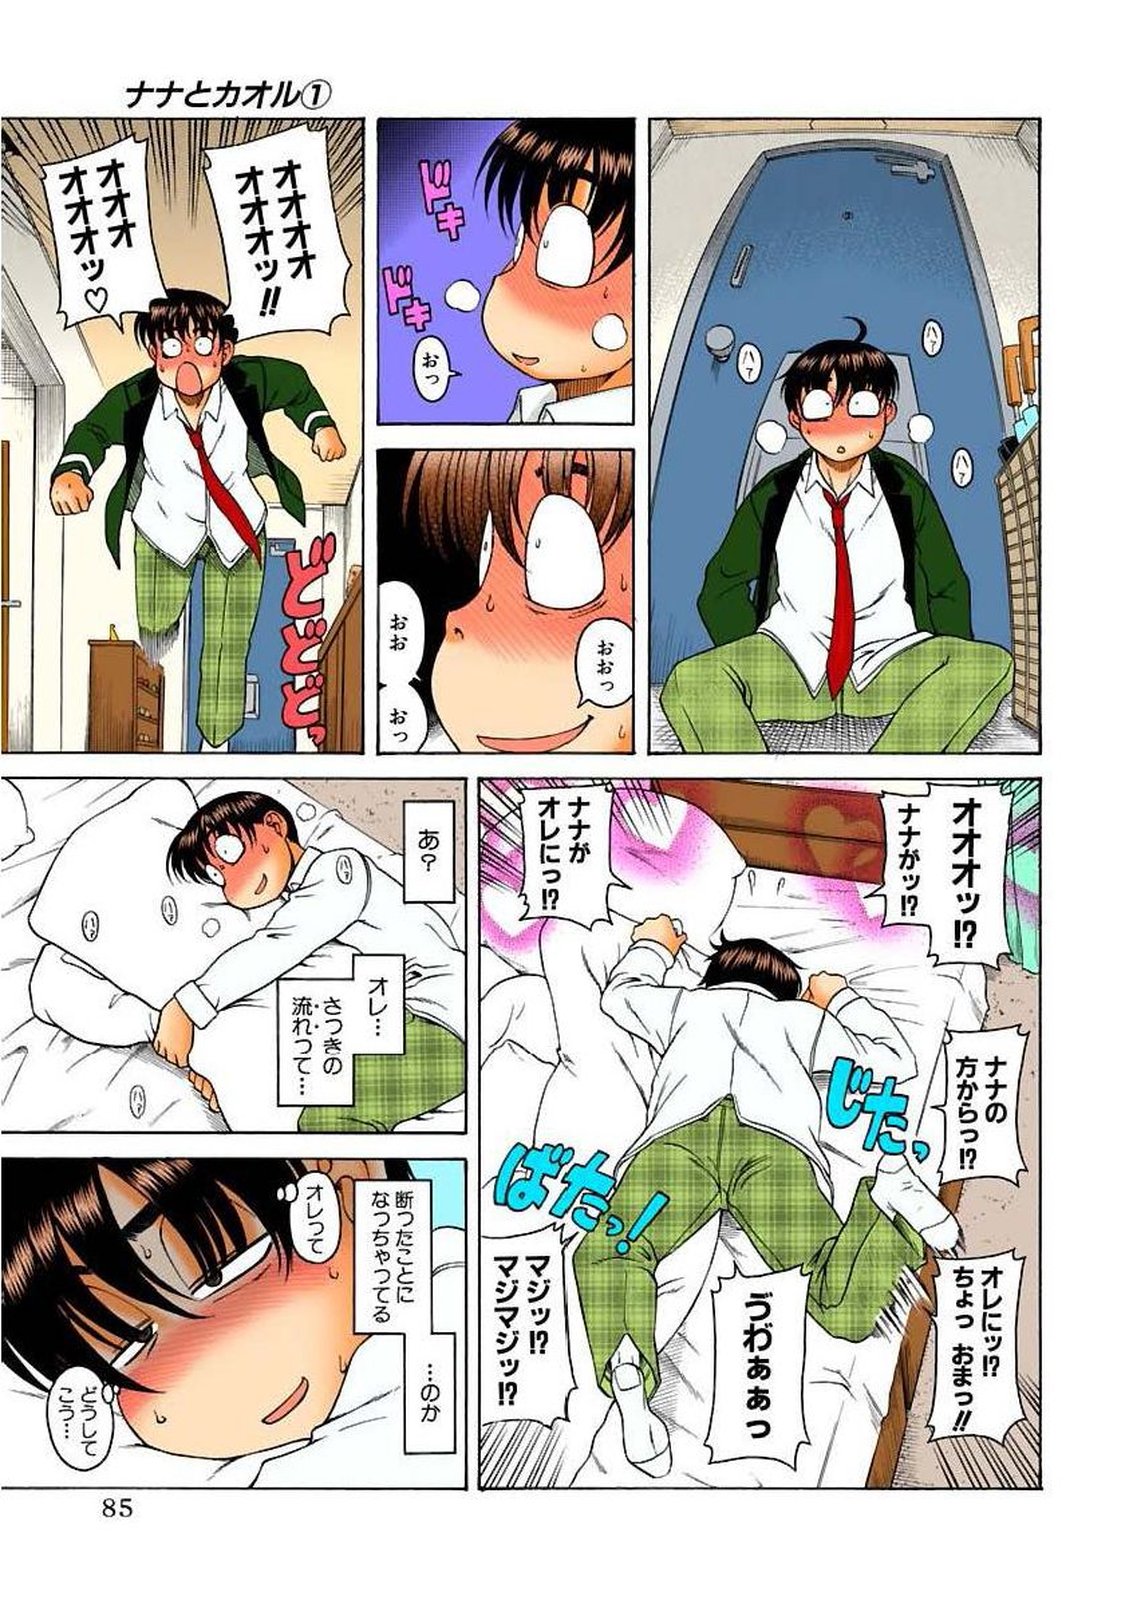 ナナとカオル①
ハァ
ハァ
ハァ
ドキ
ドキ
おっ
おおっ
おお
おっ
オオオオ
オオオッ!!
オオオ
オオオッ♡
どどどどっ
オオオッ!?
ナナがッ!?
ナナが
オレにっ!?
ナナの
方からっ!?
じたっ
ばたっ!
オレにッ!?
ちょっ おまっ!!
ゔわぁぁっ
マジッ!?
マジマジッ!?
あ?
ハァ
ハァ
ハァ
オレ…
さっきの
流れって…
断ったことに
なっちゃってる
…のか
オレって
どうして
こう…
85